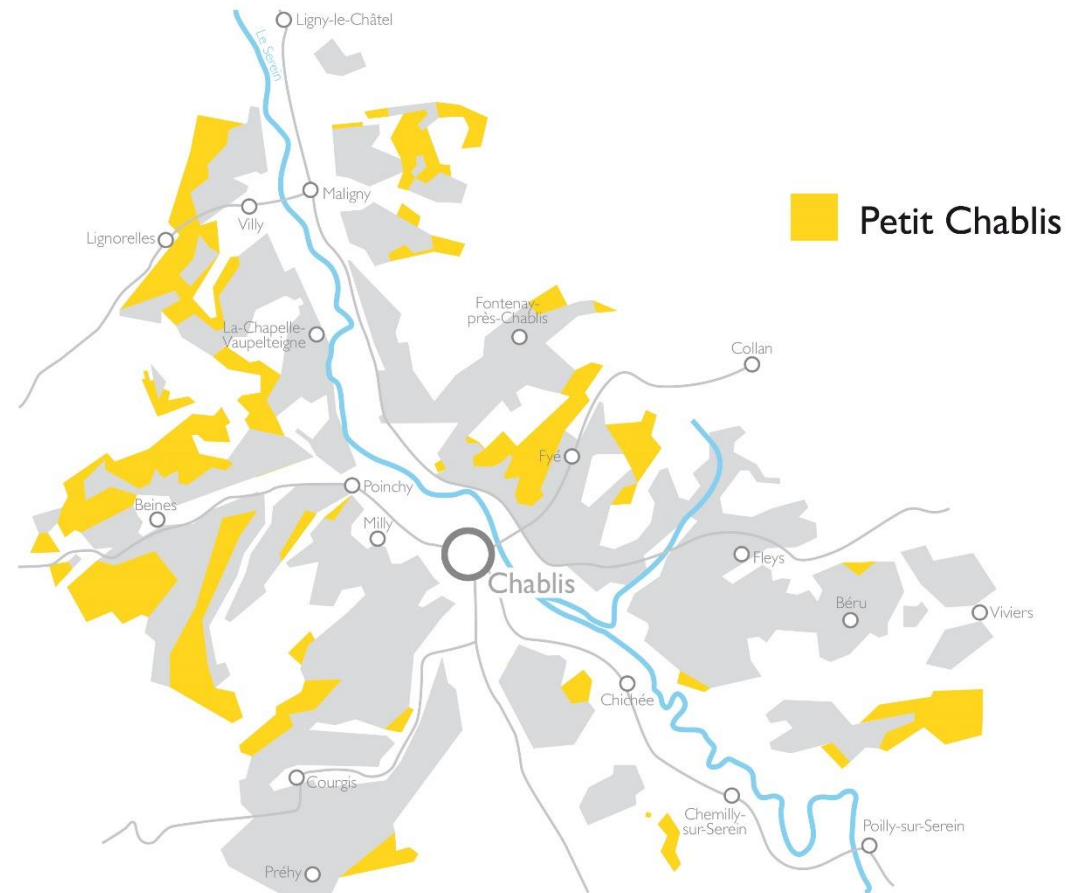 Ligny-le-Châtel
Le Serein
Maligny
Villy
Lignorelles
Petit Chablis
Fontenay-
près-Chablis
La-Chapelle-
Vaupelteigne
Collan
Fyé
Poinchy
Beines
Milly
Fleys
Chablis
Béru
Viviers
Chichée
Courgis
Chemilly-
sur-Serein
Poilly-sur-Serein
Préhy